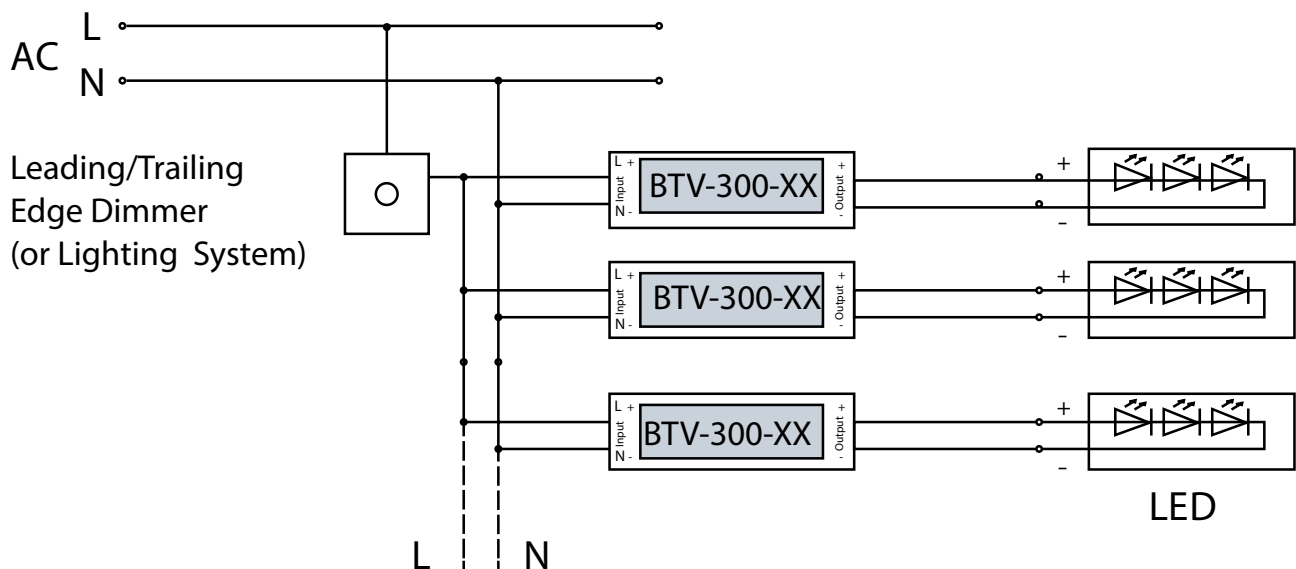 L
AC
N
Leading/Trailing
Edge Dimmer
(or Lighting System)
L +
Input
N -
BTV-300-XX
+
Output
-
+
–
L +
Input
N -
BTV-300-XX
+
Output
-
+
–
L +
Input
N -
BTV-300-XX
+
Output
-
+
–
LED
L
N